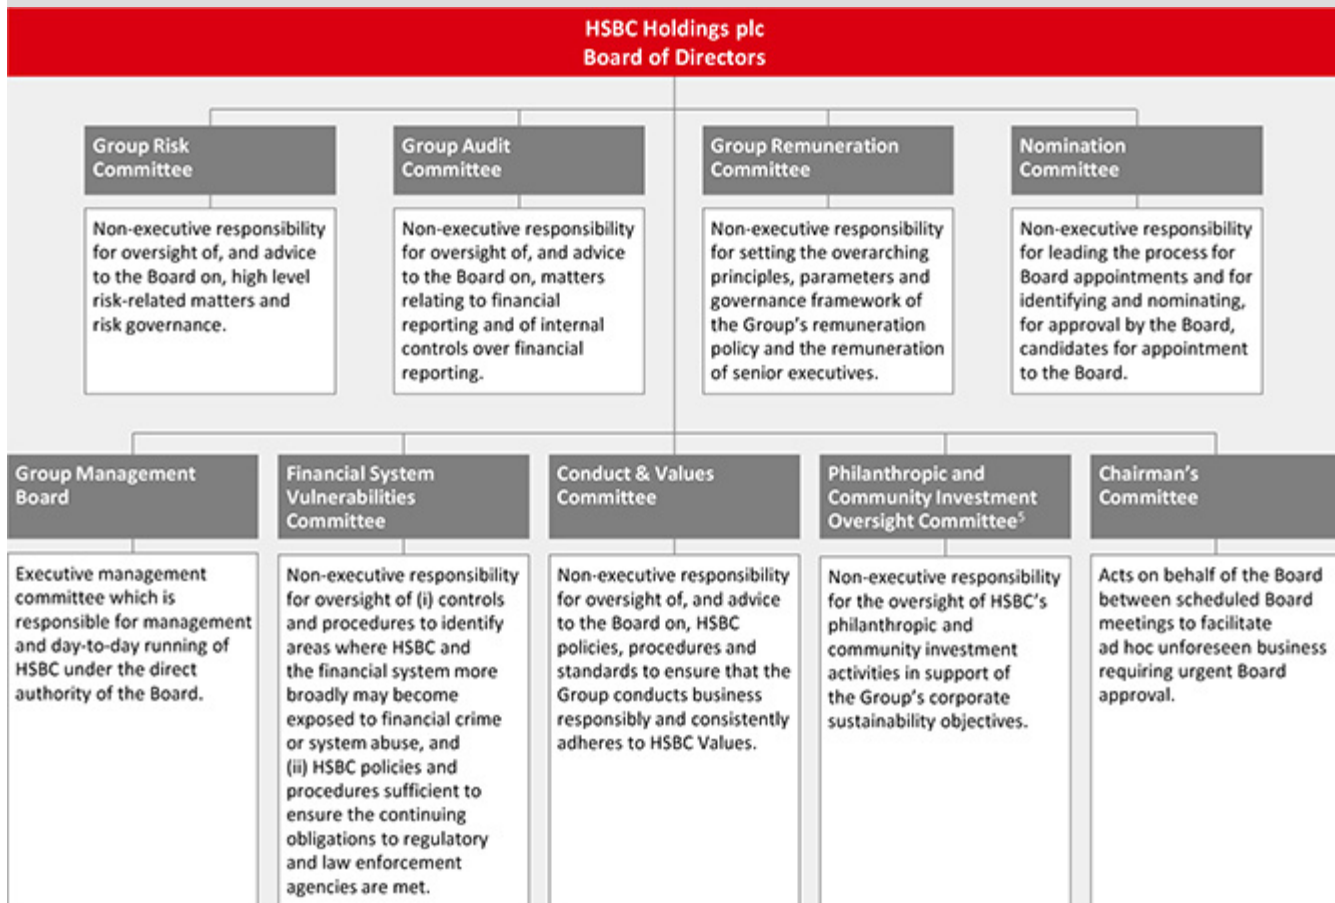 HSBC Holdings plc
Board of Directors
Group Risk
Committee
Non-executive responsibility
for oversight of, and advice
to the Board on, high level
risk-related matters and
risk governance.
Group Audit
Committee
Non-executive responsibility
for oversight of, and advice
to the Board on, matters
relating to financial
reporting and of internal
controls over financial
reporting.
Group Remuneration
Committee
Non-executive responsibility
for setting the overarching
principles, parameters and
governance framework of
the Group's remuneration
policy and the remuneration
of senior executives.
Nomination
Committee
Non-executive responsibility
for leading the process for
Board appointments and for
identifying and nominating,
for approval by the Board,
candidates for appointment
to the Board.
Group Management
Board
Executive management
committee which is
responsible for management
and day-to-day running of
HSBC under the direct
authority of the Board.
Financial System
Vulnerabilities
Committee
Non-executive responsibility
for oversight of (i) controls
and procedures to identify
areas where HSBC and
the financial system more
broadly may become
exposed to financial crime
or system abuse, and
(ii) HSBC policies and
procedures sufficient to
ensure the continuing
obligations to regulatory
and law enforcement
agencies are met.
Conduct & Values
Committee
Non-executive responsibility
for oversight of, and advice
to the Board on, HSBC
policies, procedures and
standards to ensure that the
Group conducts business
responsibly and consistently
adheres to HSBC Values.
Philanthropic and
Community Investment
Oversight Committee⁵
Non-executive responsibility
for the oversight of HSBC's
philanthropic and
community investment
activities in support of
the Group's corporate
sustainability objectives.
Chairman's
Committee
Acts on behalf of the Board
between scheduled Board
meetings to facilitate
ad hoc unforeseen business
requiring urgent Board
approval.